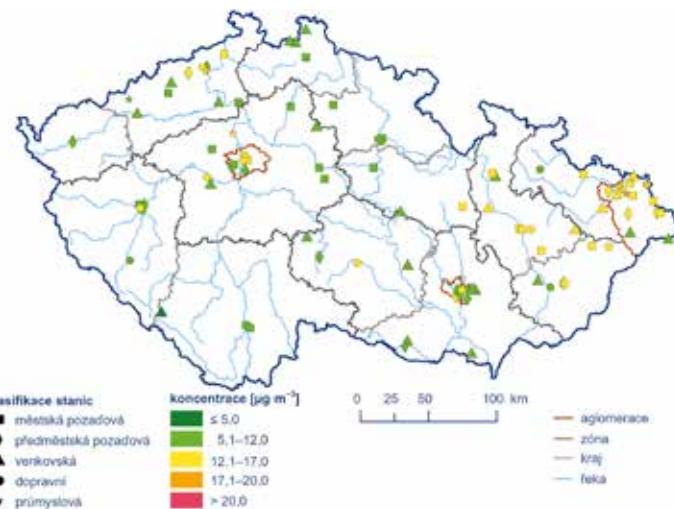 asifikace stanic
městská pozaďová
předměstská pozaďová
venkovská
dopravní
průmyslová
koncentrace [µg m⁻³]
≤ 5,0
5,1–12,0
12,1–17,0
17,1–20,0
> 20,0
0 25 50 100 km
aglomerace
zóna
kraj
řeka